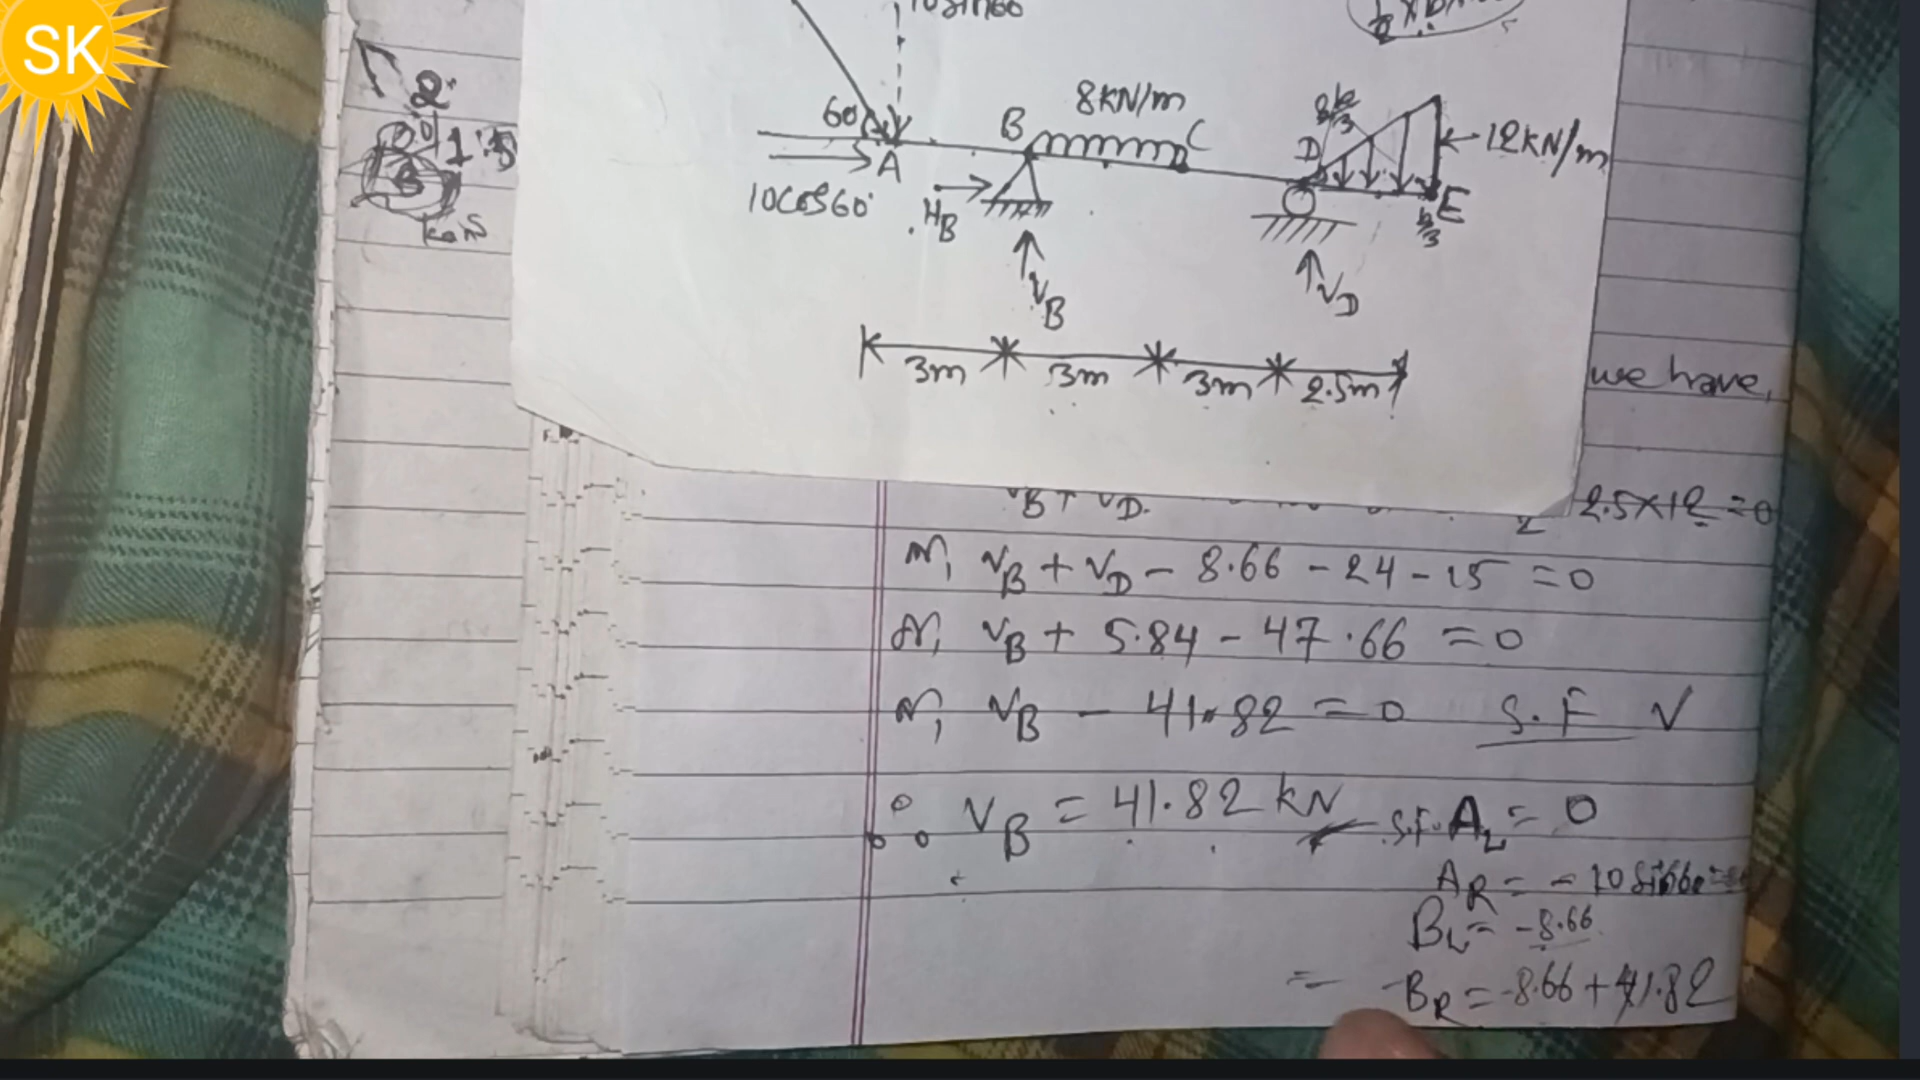 SK
10sin60
60°
8KN/m
B
C
D
12KN/m
A
E
10cos60°
HB
VB
VD
3m 3m 3m 2.5m
we have,
VB + VD
2.5×12 = 0
VB + VD - 8.66 - 24 - 15 = 0
VB + 5.84 - 47.66 = 0
VB - 41.82 = 0 S.F V
∴ VB = 41.82 kN S.F. AL = 0
AR = - 10 sin60
BL = -8.66
= BR = -8.66 + 41.82